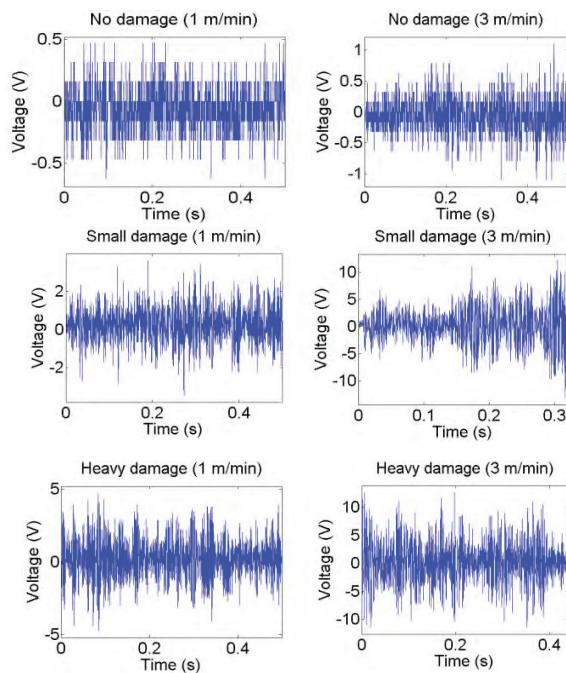 No damage (1 m/min)
0.5
0
-0.5
Voltage (V)
0 0.2 0.4
Time (s)
No damage (3 m/min)
1
0.5
0
-0.5
-1
Voltage (V)
0 0.2 0.4
Time (s)
Small damage (1 m/min)
2
0
-2
Voltage (V)
0 0.2 0.4
Time (s)
Small damage (3 m/min)
10
5
0
-5
-10
Voltage (V)
0 0.1 0.2 0.3
Time (s)
Heavy damage (1 m/min)
5
0
-5
Voltage (V)
0 0.2 0.4
Time (s)
Heavy damage (3 m/min)
10
5
0
-5
-10
Voltage (V)
0 0.2 0.4
Time (s)